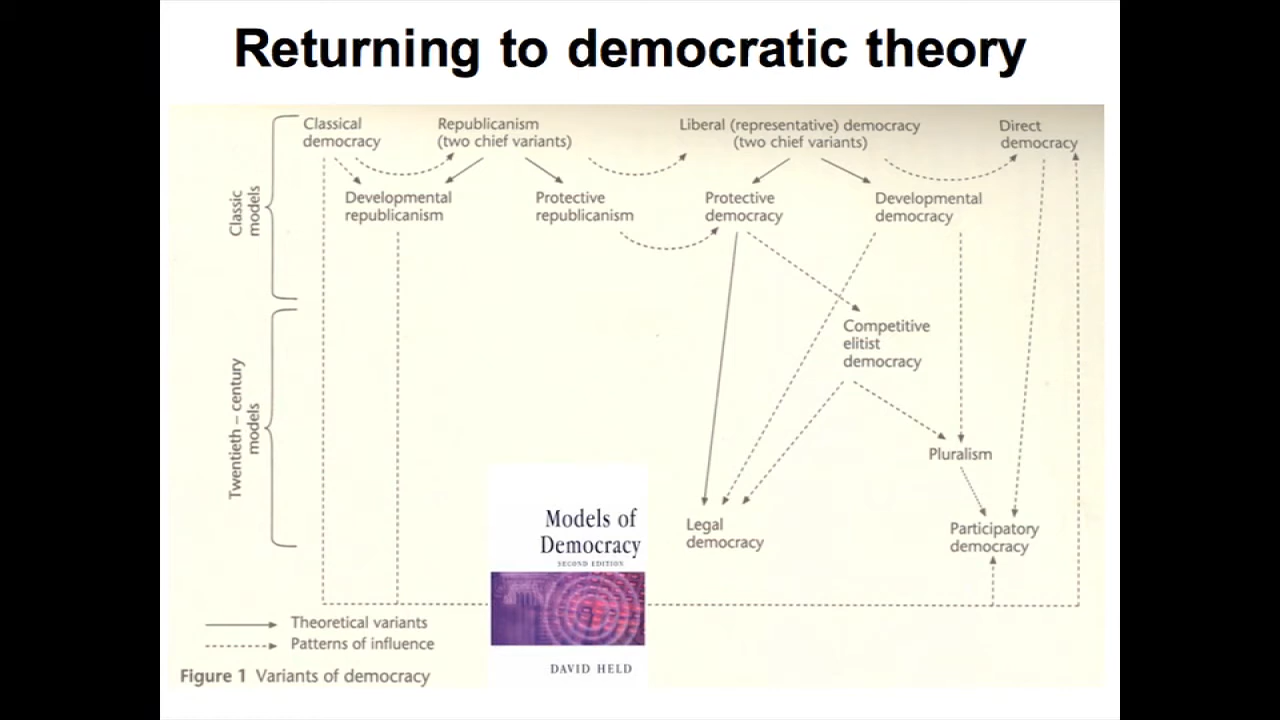 Returning to democratic theory
Classical
democracy
Republicanism
(two chief variants)
Liberal (representative) democracy
(two chief variants)
Direct
democracy
Classic
models
Developmental
republicanism
Protective
republicanism
Protective
democracy
Developmental
democracy
Competitive
elitist
democracy
Twentieth – century
models
Pluralism
Legal
democracy
Participatory
democracy
Models of
Democracy
SECOND EDITION
DAVID HELD
Theoretical variants
Patterns of influence
Figure 1 Variants of democracy